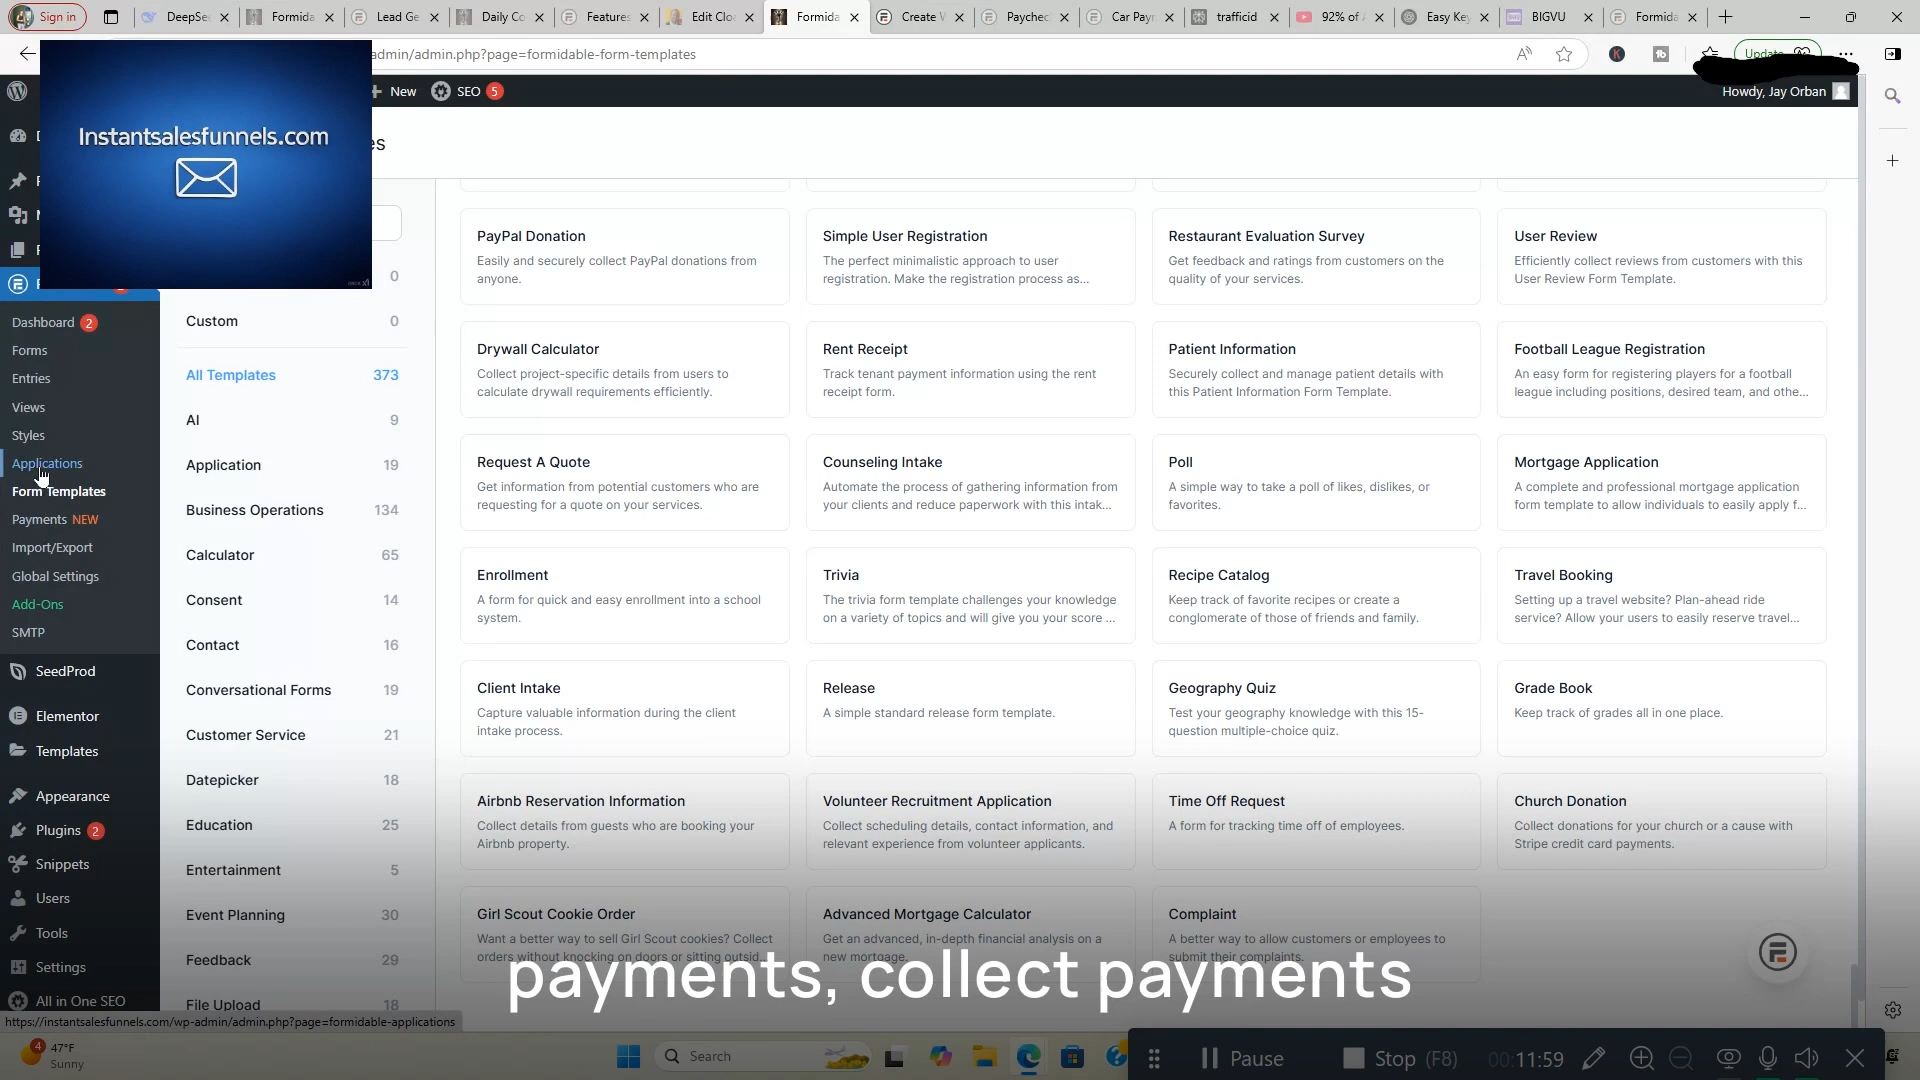 Sign in
DeepSe
Formida
Lead Ge
Daily Co
Feature
Edit Clo
Formida
Create V
Paychec
Car Payr
trafficid
92% of
Easy Key
BIGVU
Formida
admin/admin.php?page=formidable-form-templates
Update
Instantsalesfunnels.com
New
SEO 5
Howdy, Jay Orban
es
0
Dashboard 2
Forms
Entries
Views
Styles
Applications
Form Templates
Payments NEW
Import/Export
Global Settings
Add-Ons
SMTP
SeedProd
Elementor
Templates
Appearance
Plugins 2
Snippets
Users
Tools
Settings
All in One SEO
Custom 0
All Templates 373
AI 9
Application 19
Business Operations 134
Calculator 65
Consent 14
Contact 16
Conversational Forms 19
Customer Service 21
Datepicker 18
Education 25
Entertainment 5
Event Planning 30
Feedback 29
File Upload 18
PayPal Donation
Easily and securely collect PayPal donations from
anyone.
Simple User Registration
The perfect minimalistic approach to user
registration. Make the registration process as...
Restaurant Evaluation Survey
Get feedback and ratings from customers on the
quality of your services.
User Review
Efficiently collect reviews from customers with this
User Review Form Template.
Drywall Calculator
Collect project-specific details from users to
calculate drywall requirements efficiently.
Rent Receipt
Track tenant payment information using the rent
receipt form.
Patient Information
Securely collect and manage patient details with
this Patient Information Form Template.
Football League Registration
An easy form for registering players for a football
league including positions, desired team, and othe...
Request A Quote
Get information from potential customers who are
requesting for a quote on your services.
Counseling Intake
Automate the process of gathering information from
your clients and reduce paperwork with this intak...
Poll
A simple way to take a poll of likes, dislikes, or
favorites.
Mortgage Application
A complete and professional mortgage application
form template to allow individuals to easily apply f...
Enrollment
A form for quick and easy enrollment into a school
system.
Trivia
The trivia form template challenges your knowledge
on a variety of topics and will give you your score ...
Recipe Catalog
Keep track of favorite recipes or create a
conglomerate of those of friends and family.
Travel Booking
Setting up a travel website? Plan-ahead ride
service? Allow your users to easily reserve travel...
Client Intake
Capture valuable information during the client
intake process.
Release
A simple standard release form template.
Geography Quiz
Test your geography knowledge with this 15-
question multiple-choice quiz.
Grade Book
Keep track of grades all in one place.
Airbnb Reservation Information
Collect details from guests who are booking your
Airbnb property.
Volunteer Recruitment Application
Collect scheduling details, contact information, and
relevant experience from volunteer applicants.
Time Off Request
A form for tracking time off of employees.
Church Donation
Collect donations for your church or a cause with
Stripe credit card payments.
Girl Scout Cookie Order
Want a better way to sell Girl Scout cookies? Collect
orders without knocking on doors or sitting outsid...
Advanced Mortgage Calculator
Get an advanced, in-depth financial analysis on a
new mortgage.
Complaint
A better way to allow customers or employees to
submit their complaints.
payments, collect payments
https://instantsalesfunnels.com/wp-admin/admin.php?page=formidable-applications
4
47°F
Sunny
Search
Pause
Stop (F8)
00:11:59